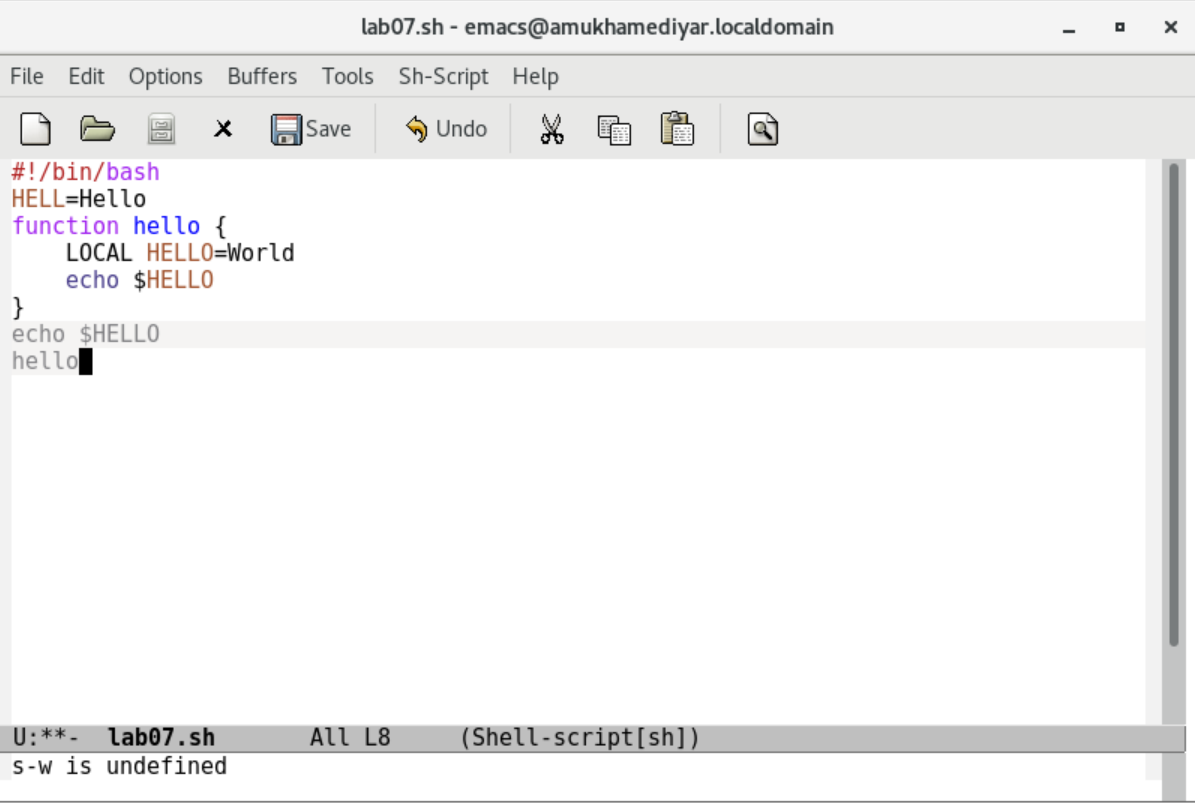 lab07.sh - emacs@amukhamediyar.localdomain
File Edit Options Buffers Tools Sh-Script Help
Save Undo
#!/bin/bash
HELL=Hello
function hello {
    LOCAL HELLO=World
    echo $HELLO
}
echo $HELLO
hello
U:**- lab07.sh All L8 (Shell-script[sh])
s-w is undefined